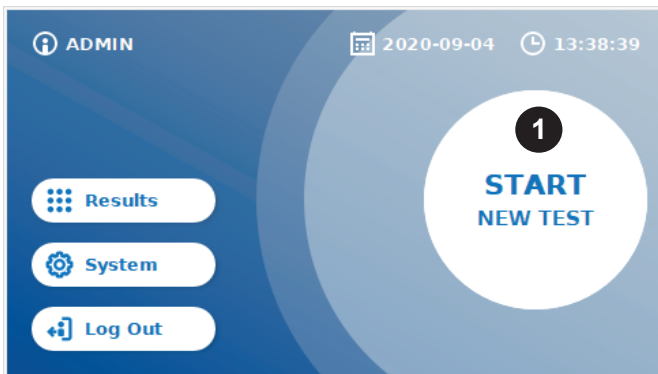 ADMIN 2020-09-04 13:38:39
1
START
NEW TEST
Results
System
Log Out